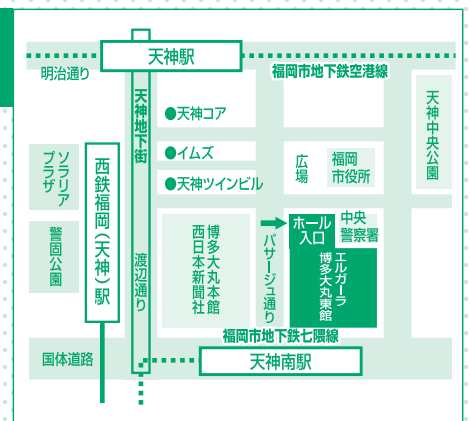 天神駅
明治通り
福岡市地下鉄空港線
天神地下街
●天神コア
●イムズ
●天神ツインビル
広場
福岡
市役所
天神中央公園
ソラリア
プラザ
警固公園
西鉄福岡(天神)駅
渡辺通り
博多大丸本館
西日本新聞社
パサージュ通り
ホール
入口
中央
警察署
エルガーラ
博多大丸東館
福岡市地下鉄七隈線
国体道路
天神南駅